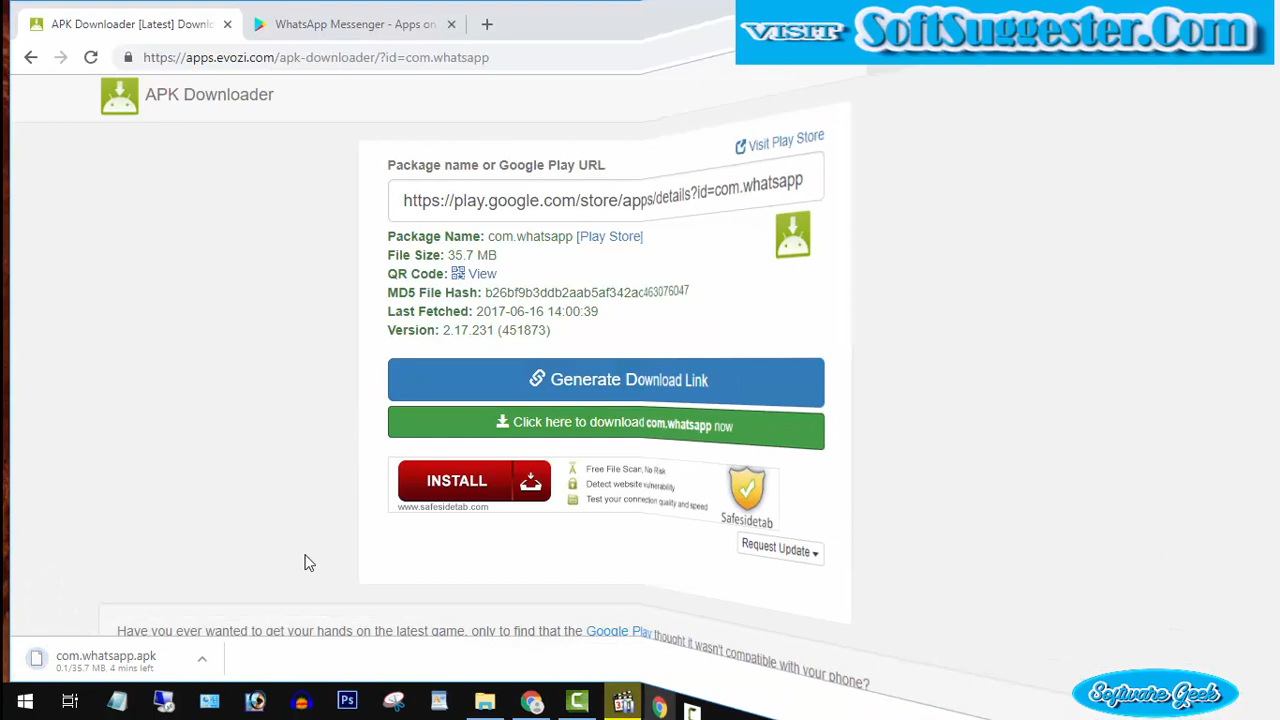 APK Downloader [Latest] Downlo
WhatsApp Messenger - Apps on
VISIT SoftSuggester.Com
https://apps.evozi.com/apk-downloader/?id=com.whatsapp
APK Downloader
Visit Play Store
Package name or Google Play URL
https://play.google.com/store/apps/details?id=com.whatsapp
Package Name: com.whatsapp [Play Store]
File Size: 35.7 MB
QR Code: View
MD5 File Hash: b26bf9b3ddb2aab5af342ac463076047
Last Fetched: 2017-06-16 14:00:39
Version: 2.17.231 (451873)
Generate Download Link
Click here to download com.whatsapp now
INSTALL
www.safesidetab.com
Free File Scan, No Risk
Detect website vulnerability
Test your connection quality and speed
Safesidetab
Request Update
Have you ever wanted to get your hands on the latest game, only to find that the Google Play thought it wasn't compatible with your phone?
com.whatsapp.apk
0.1/35.7 MB, 4 mins left
Ps
Software Geek